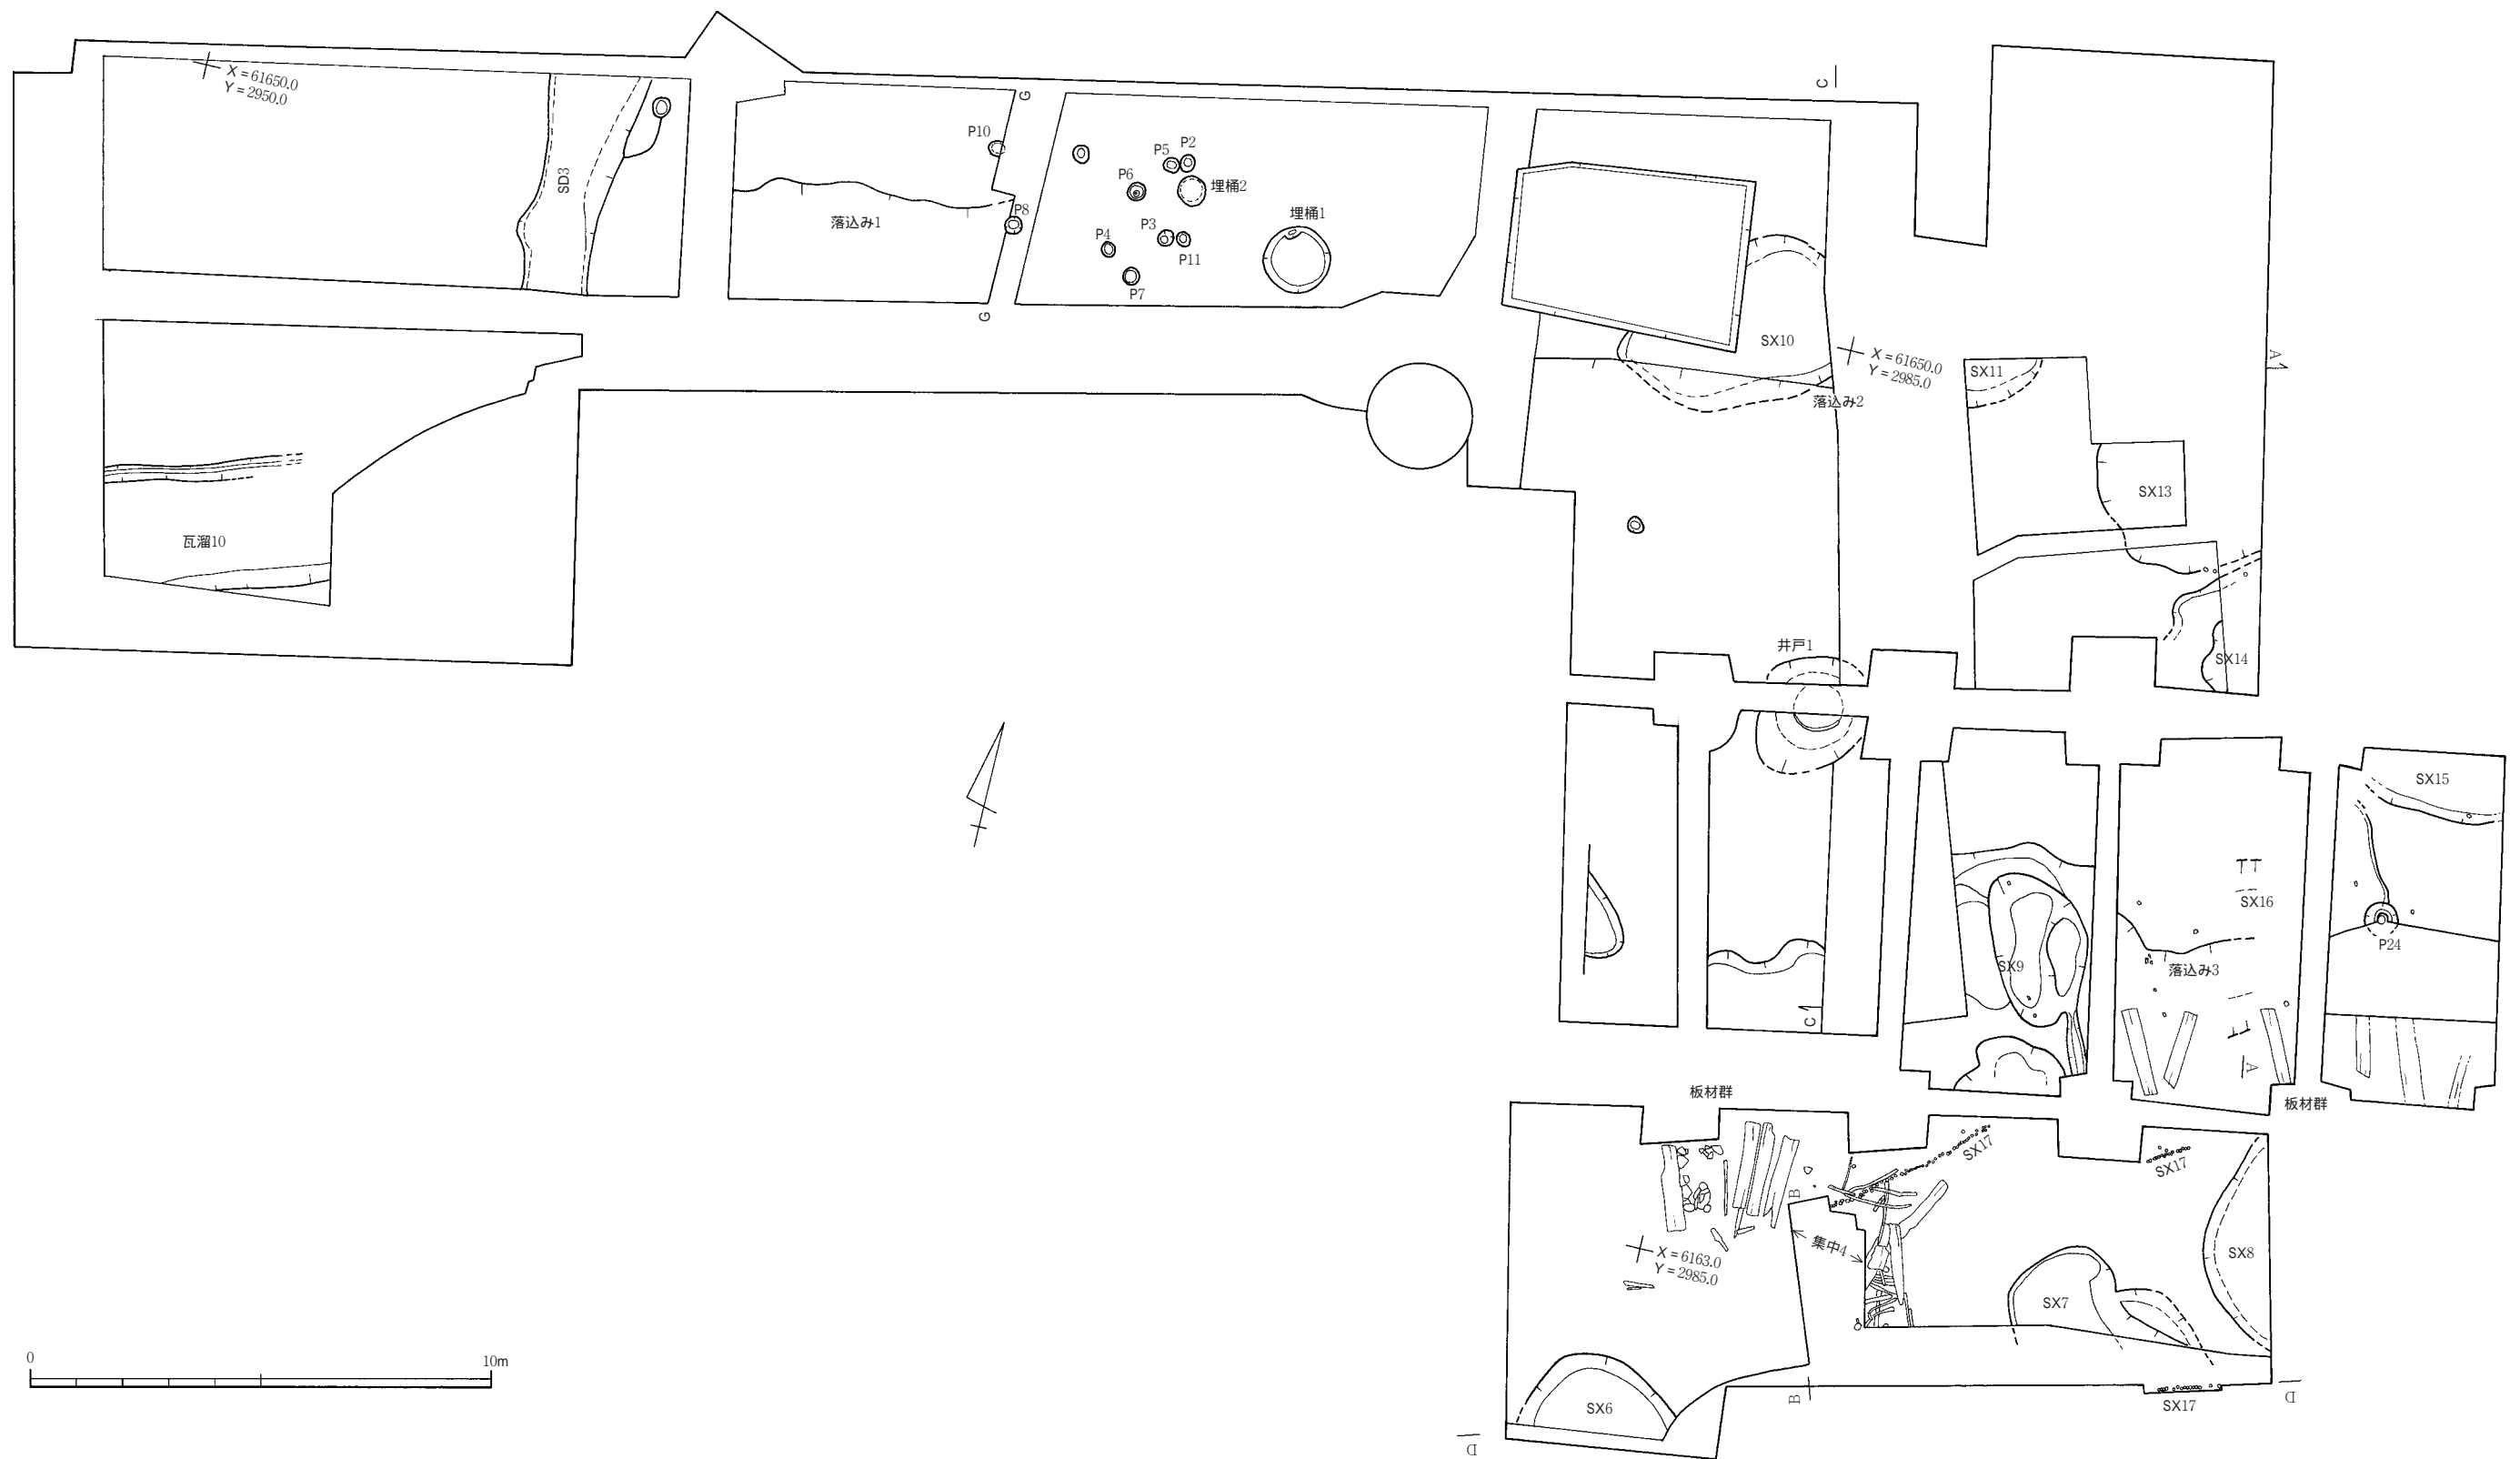 X = 61650.0
Y = 2950.0
SD3
P10
G
P8
落込み1
G
P5
P2
P6
埋桶2
P3
P4
P11
P7
埋桶1
C
SX10
X = 61650.0
Y = 2985.0
落込み2
SX11
A
SX13
SX14
瓦溜10
井戸1
SX15
SX16
P24
SX9
落込み3
C
A
板材群
板材群
SX17
SX17
B
集中4
X = 6163.0
Y = 2985.0
SX8
SX7
SX6
B
SX17
D
D
0
10m